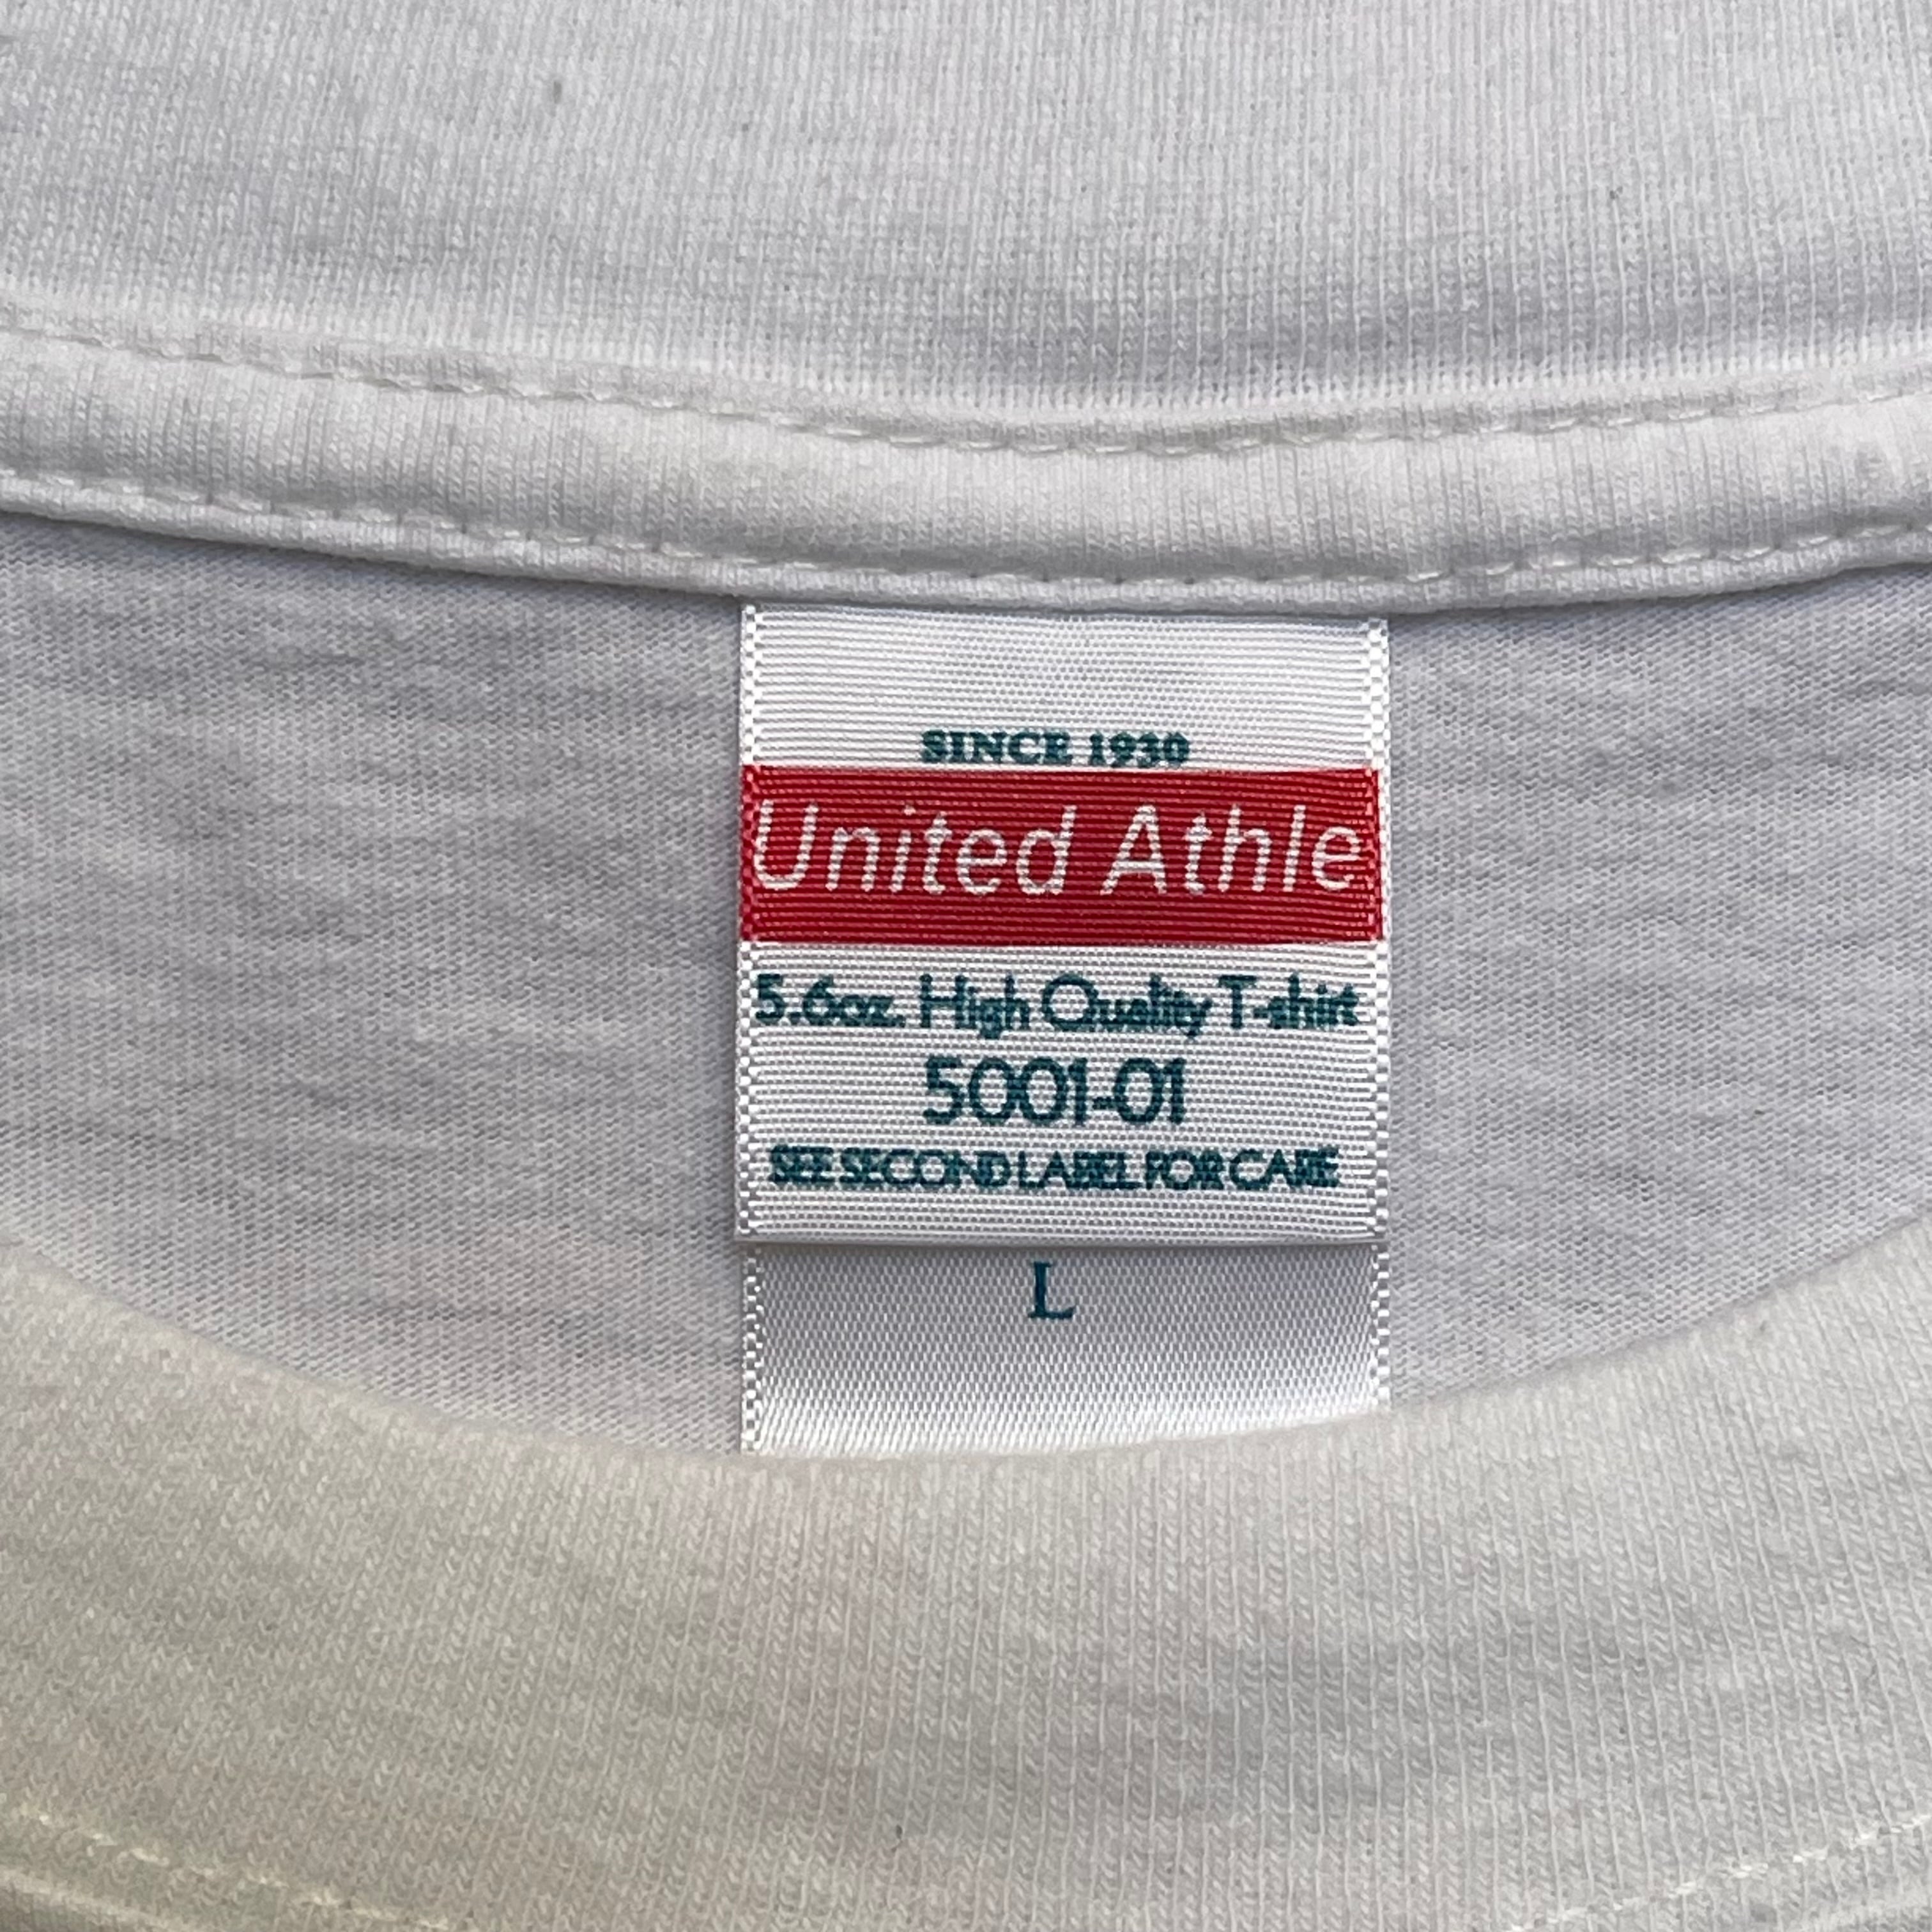 SINCE 1930
United Athle
5.6oz. High Quality T-shirt
5001-01
SEE SECOND LABEL FOR CARE
L